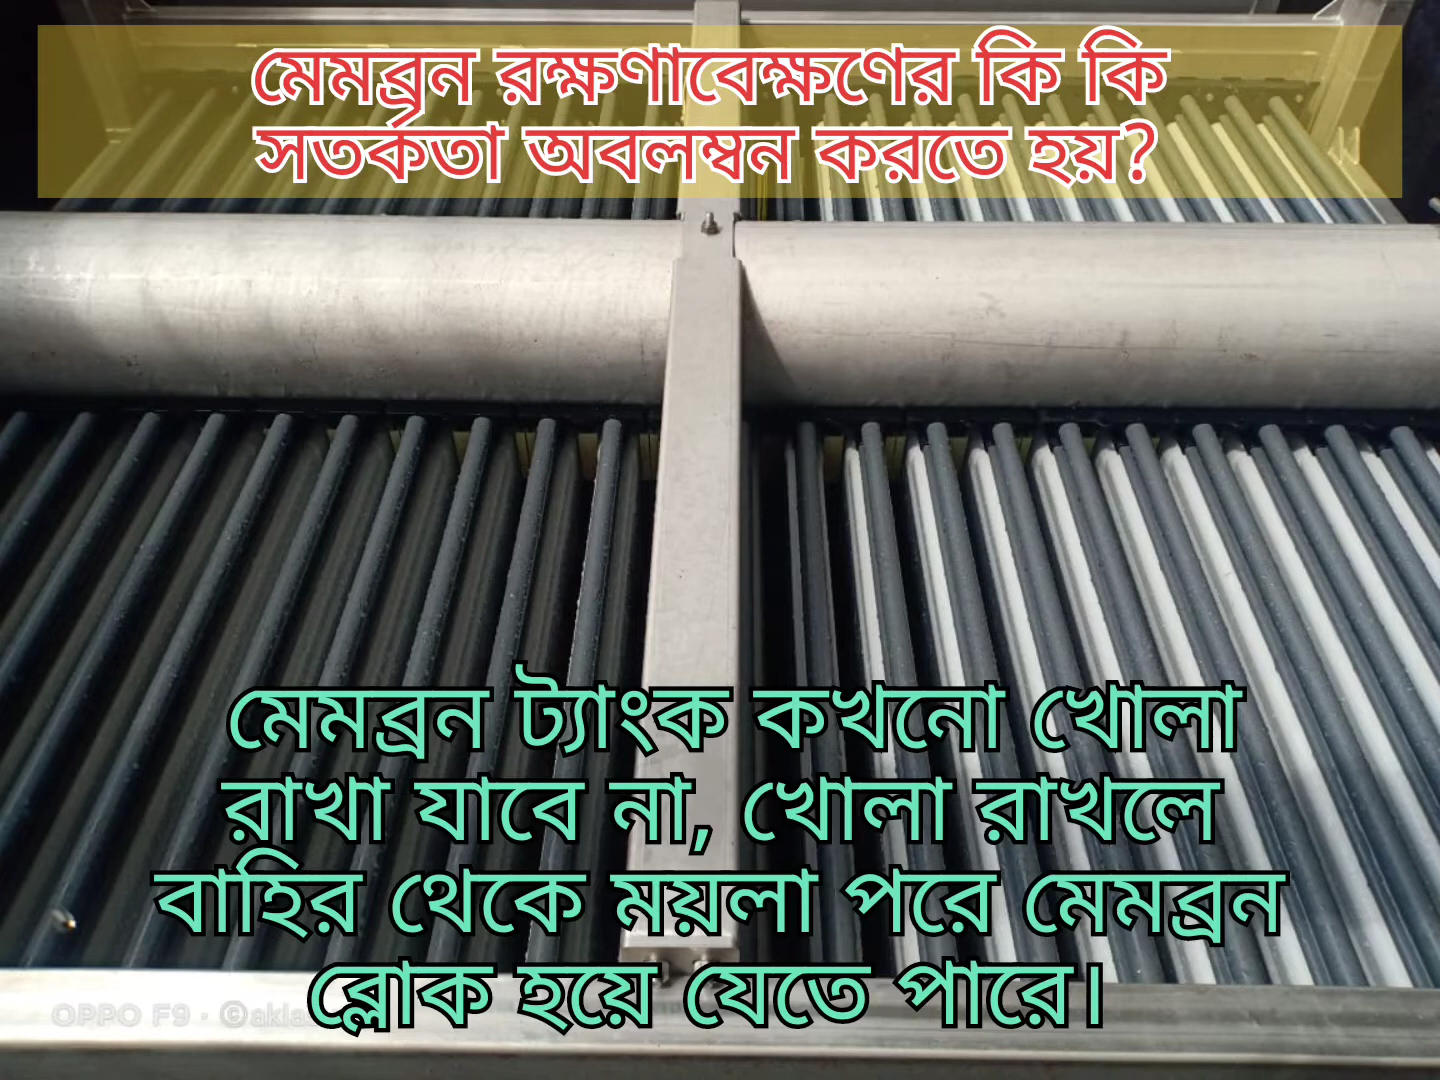 মেমব্রন রক্ষণাবেক্ষণের কি কি
সতর্কতা অবলম্বন করতে হয়?
মেমব্রন ট্যাংক কখনো খোলা
রাখা যাবে না, খোলা রাখলে
বাহির থেকে ময়লা পরে মেমব্রন
ব্লোক হয়ে যেতে পারে।
OPPO F9 · ©